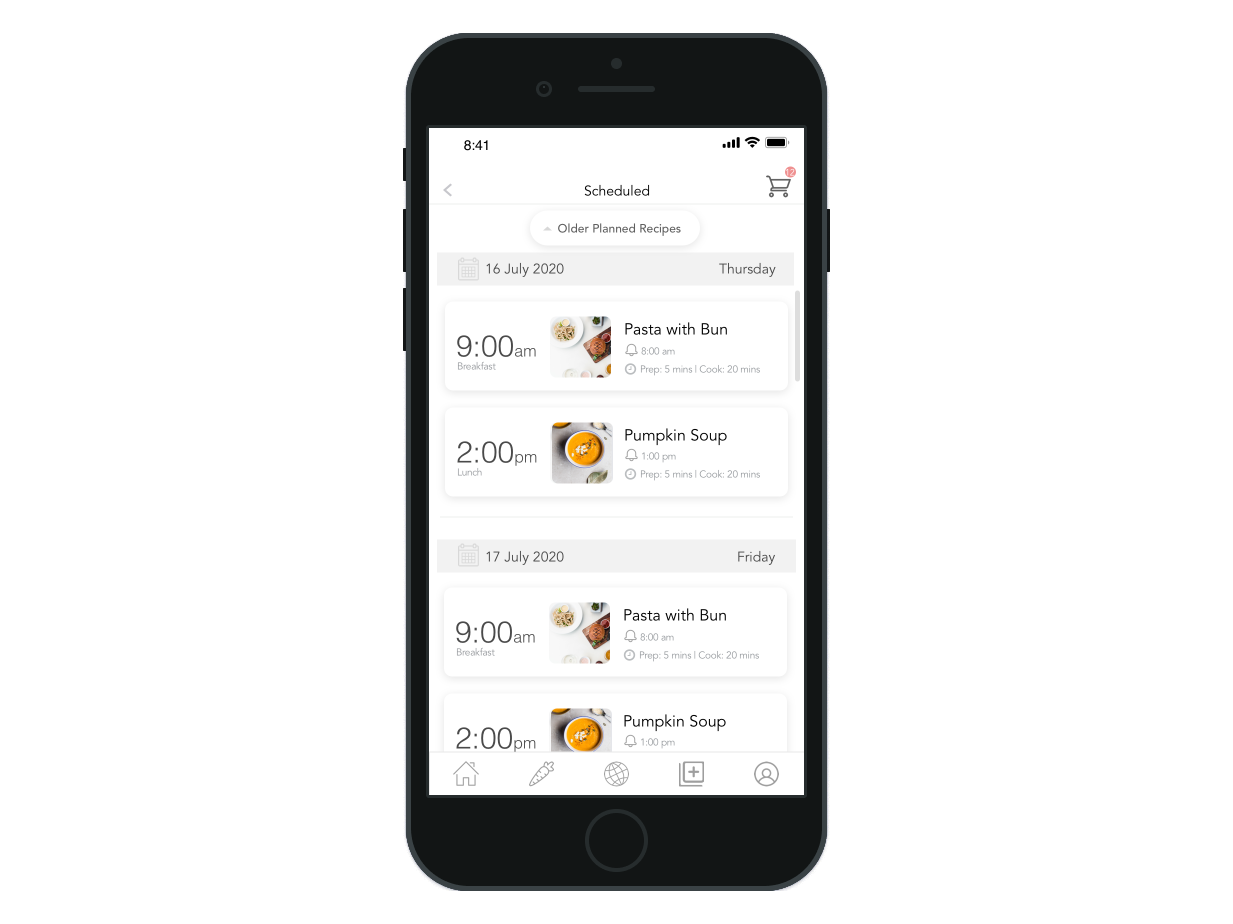 8:41
12
Scheduled
Older Planned Recipes
16 July 2020 Thursday
9:00am
Breakfast
Pasta with Bun
8:00 am
Prep: 5 mins | Cook: 20 mins
2:00pm
Lunch
Pumpkin Soup
1:00 pm
Prep: 5 mins | Cook: 20 mins
17 July 2020 Friday
9:00am
Breakfast
Pasta with Bun
8:00 am
Prep: 5 mins | Cook: 20 mins
2:00pm
Pumpkin Soup
1:00 pm